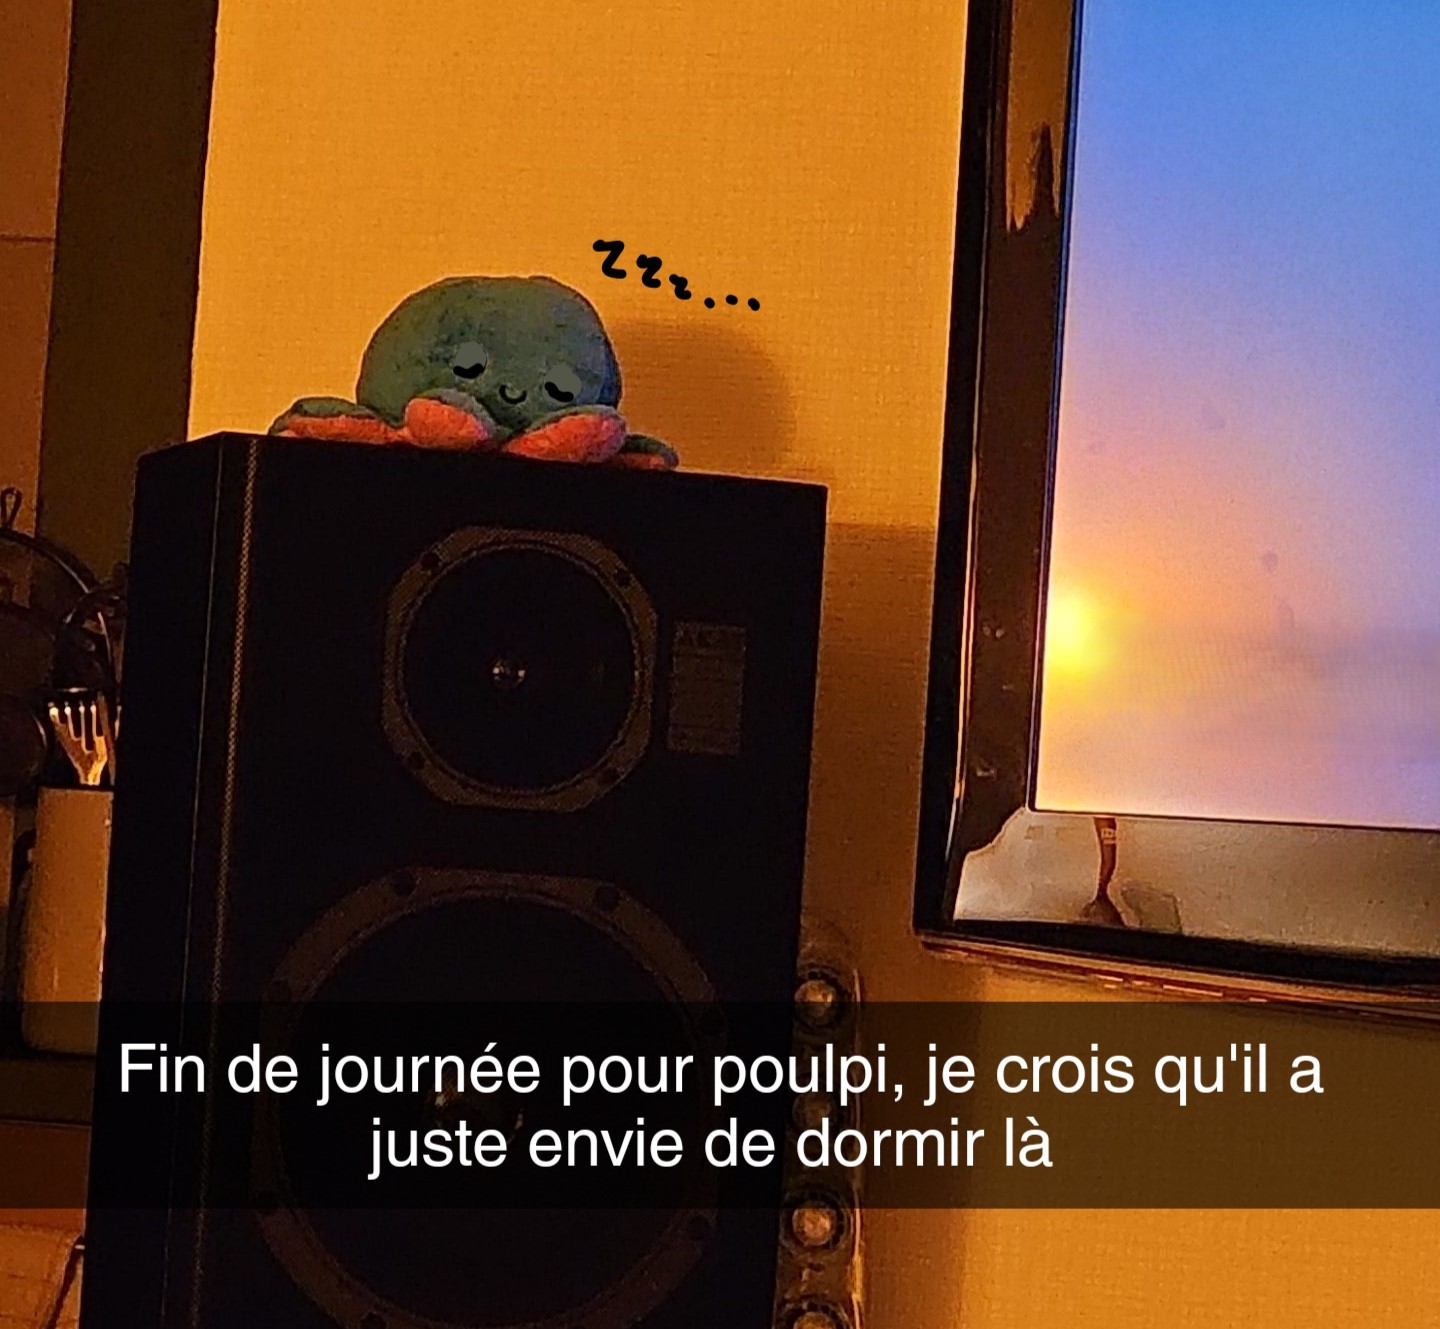 zzz...
Fin de journée pour poulpi, je crois qu'il a
juste envie de dormir là